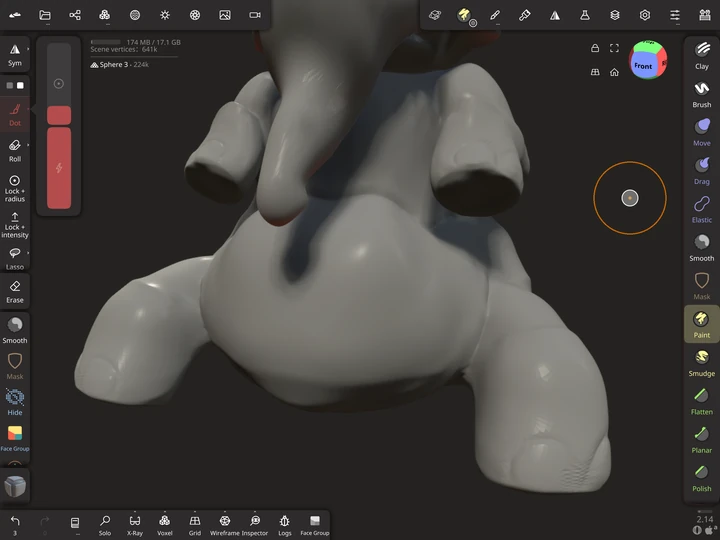 174 MB / 17.1 GB
Scene vertices: 641k
Sphere 3 • 224k
Sym
Dot
Roll
Lock +
radius
Lock +
intensity
Lasso
Erase
Smooth
Mask
Hide
Face Group
Front
Clay
Brush
Move
Drag
Elastic
Smooth
Mask
Paint
Smudge
Flatten
Planar
Polish
2.14
3
...
Solo
X-Ray
Voxel
Grid
Wireframe
Inspector
Logs
Face Group